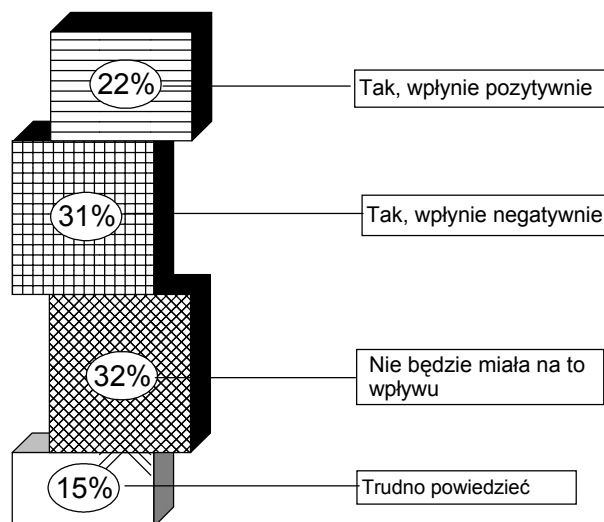 22%
Tak, wpłynie pozytywnie
31%
Tak, wpłynie negatywnie
32%
Nie będzie miała na to
wpływu
15%
Trudno powiedzieć